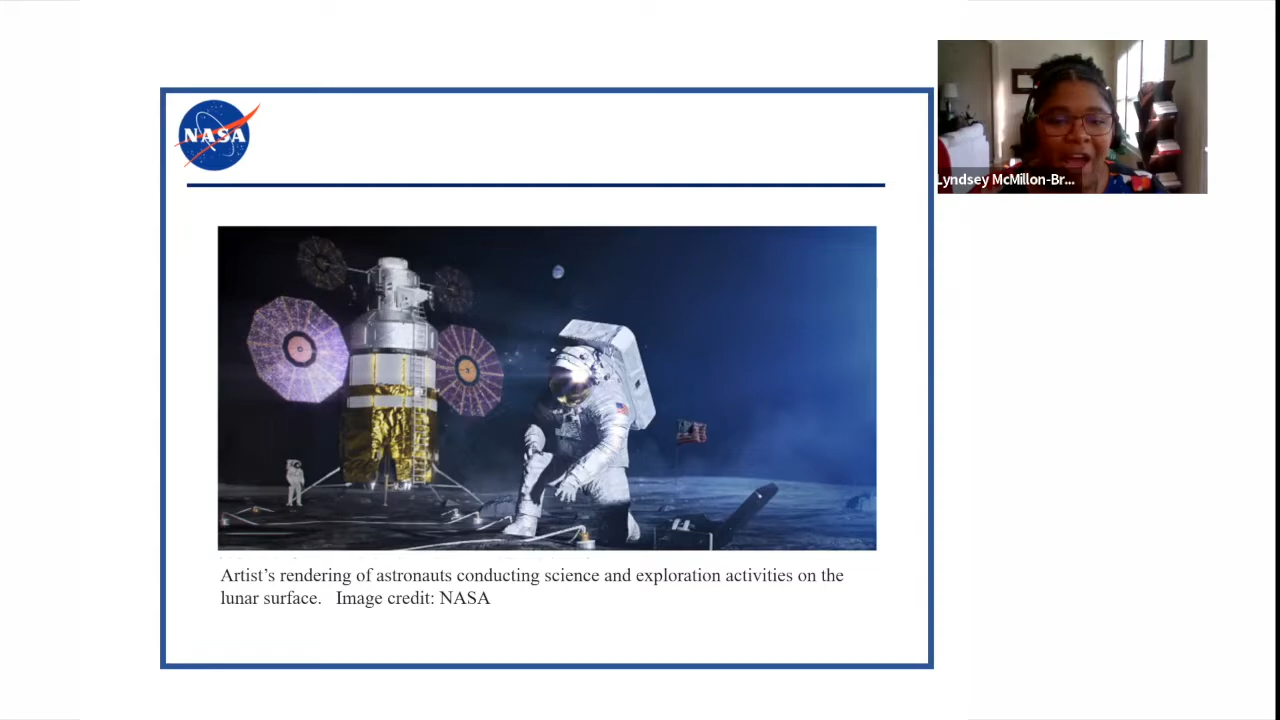 NASA
Lyndsey McMillon-Br...
Artist's rendering of astronauts conducting science and exploration activities on the
lunar surface. Image credit: NASA